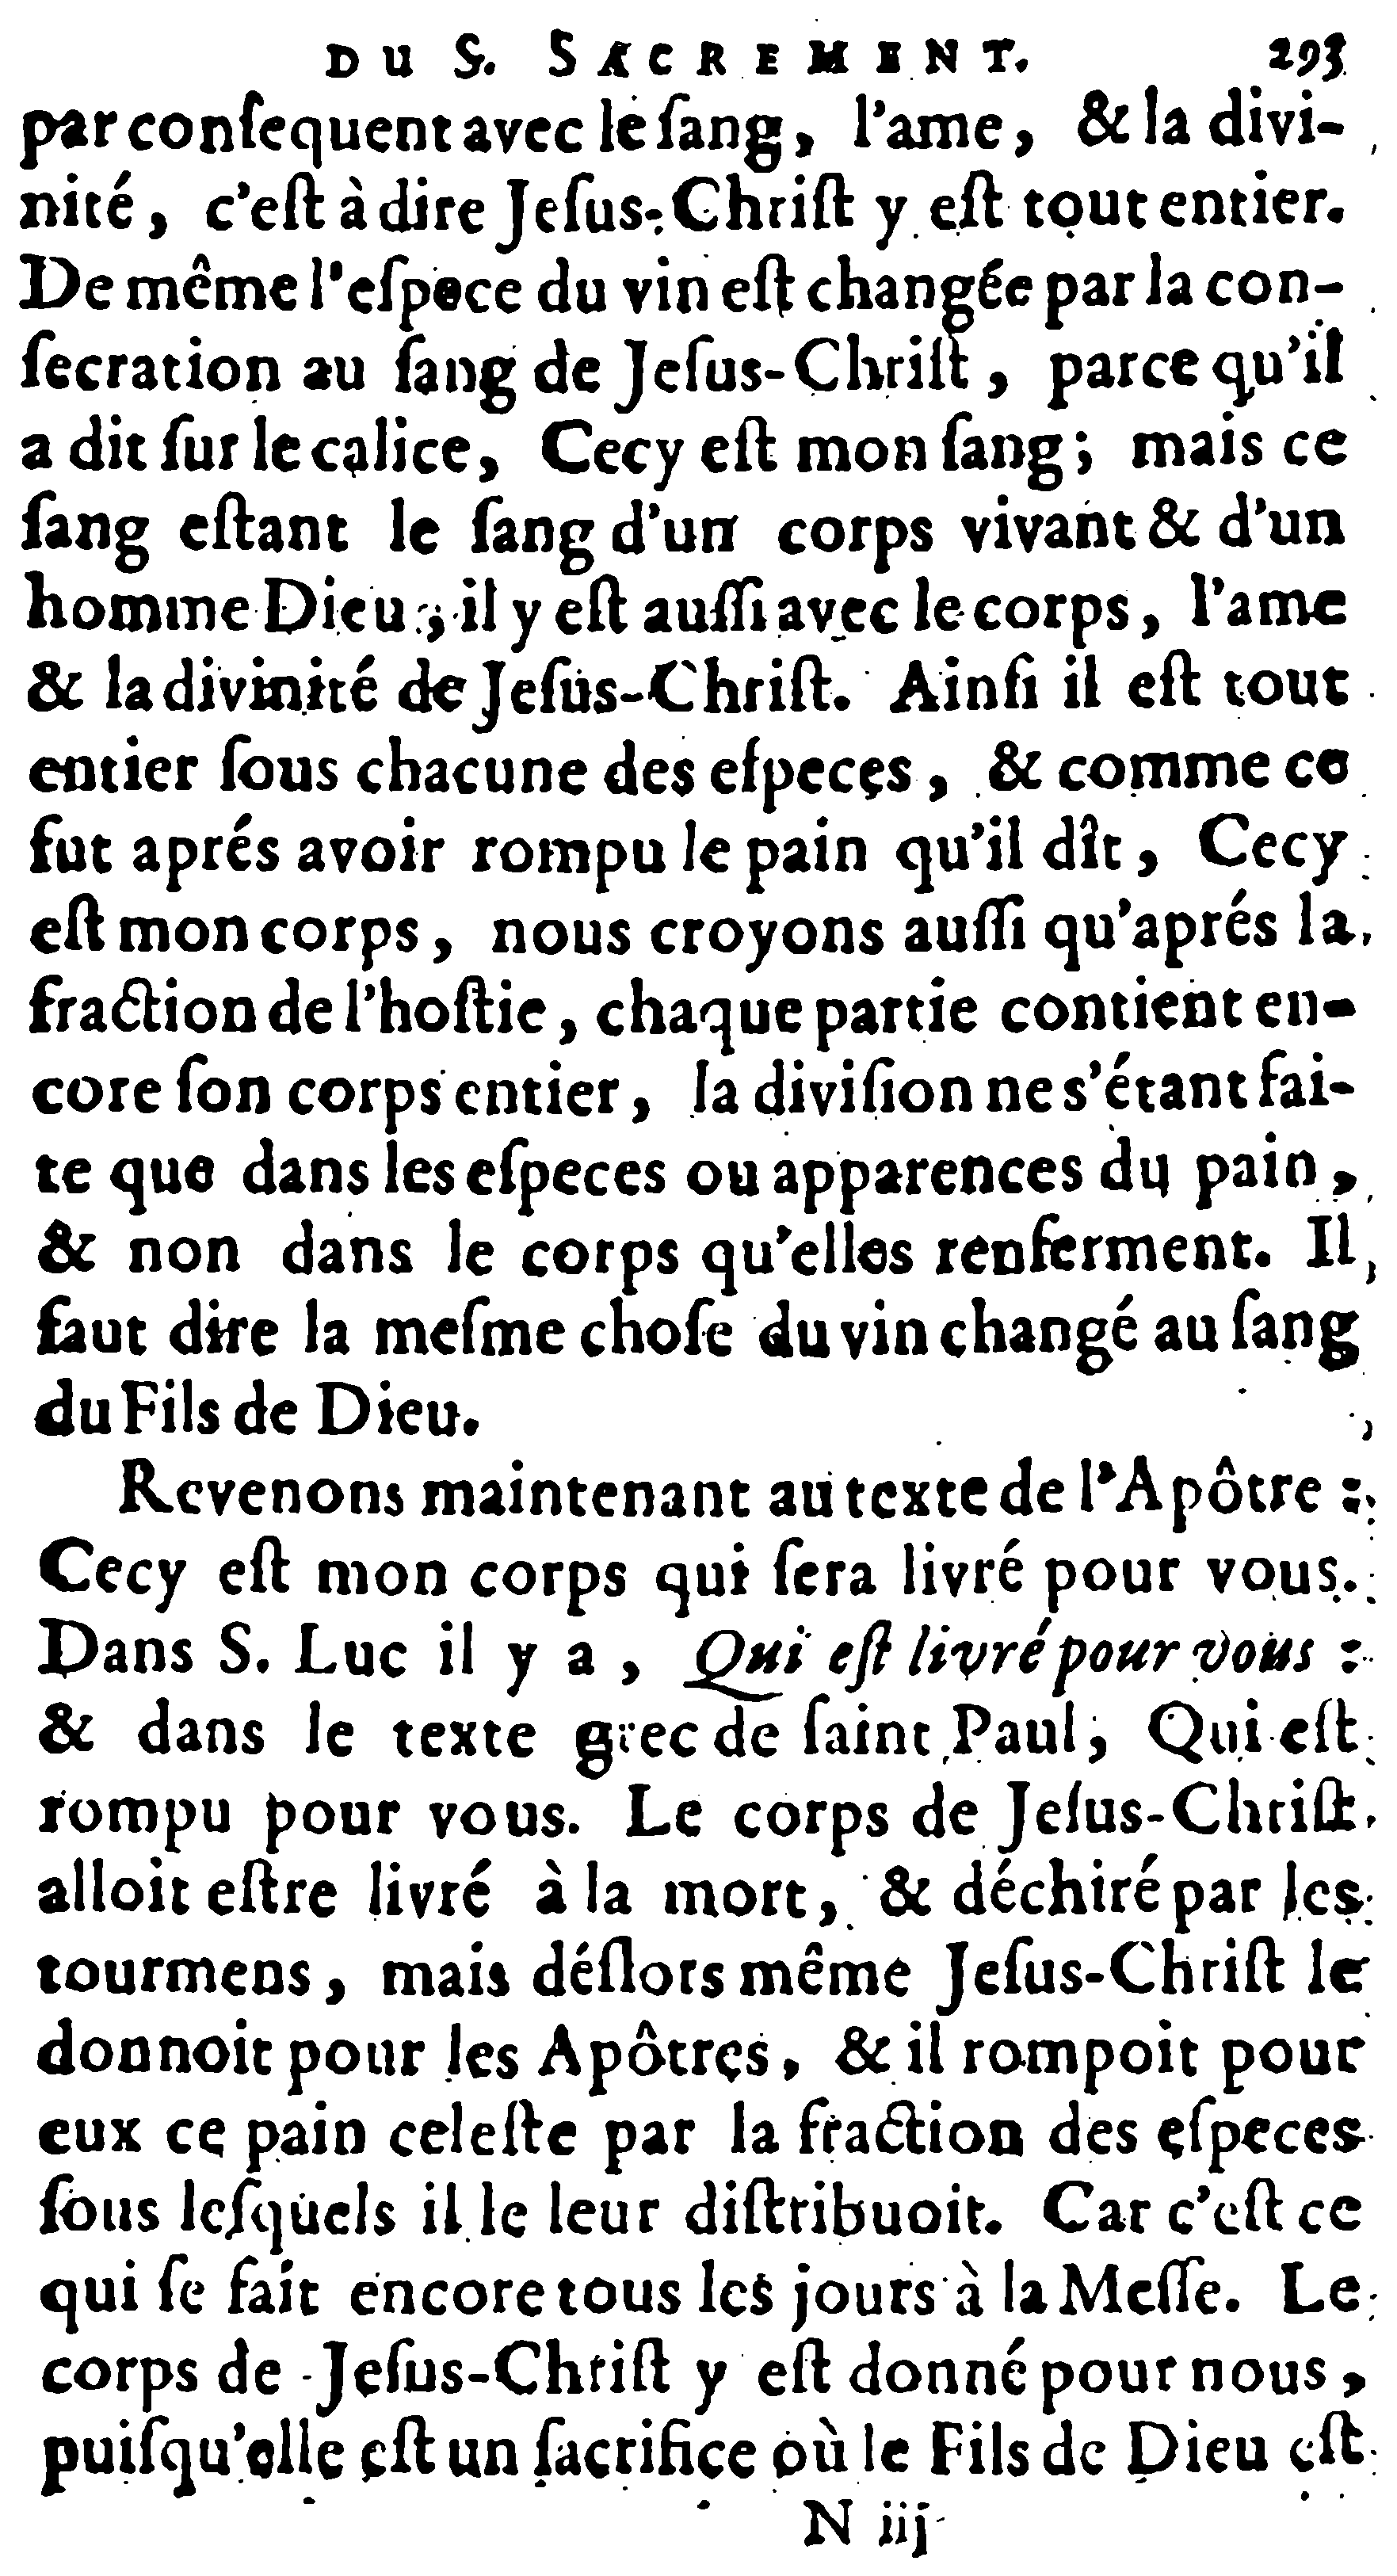 DU S. SACREMENT. 293
par conſequent avec le ſang, l'ame, & la divi-
nité, c'eſt à dire Jeſus-Chriſt y eſt tout entier.
De même l'eſpece du vin eſt changée par la con-
ſecration au ſang de Jeſus-Chriſt, parce qu'il
a dit ſur le calice, Cecy eſt mon ſang; mais ce
ſang eſtant le ſang d'un corps vivant & d'un
homme Dieu, il y eſt auſſi avec le corps, l'ame
& la divinité de Jeſus-Chriſt. Ainſi il eſt tout
entier ſous chacune des eſpeces, & comme ce
fut aprés avoir rompu le pain qu'il dît, Cecy
eſt mon corps, nous croyons auſſi qu'aprés la
fraction de l'hoſtie, chaque partie contient en-
core ſon corps entier, la diviſion ne s'étant fai-
te que dans les eſpeces ou apparences du pain,
& non dans le corps qu'elles renferment. Il
faut dire la meſme choſe du vin changé au ſang
du Fils de Dieu.
Revenons maintenant au texte de l'Apôtre :
Cecy eſt mon corps qui ſera livré pour vous.
Dans S. Luc il y a, Qui eſt livré pour vous :
& dans le texte grec de ſaint Paul, Qui eſt
rompu pour vous. Le corps de Jeſus-Chriſt
alloit eſtre livré à la mort, & déchiré par les
tourmens, mais déſlors même Jeſus-Chriſt le
donnoit pour les Apôtres, & il rompoit pour
eux ce pain celeſte par la fraction des eſpeces
ſous leſquels il le leur diſtribuoit. Car c'eſt ce
qui ſe fait encore tous les jours à la Meſſe. Le
corps de Jeſus-Chriſt y eſt donné pour nous,
puiſqu'elle eſt un ſacrifice où le Fils de Dieu eſt
N iij